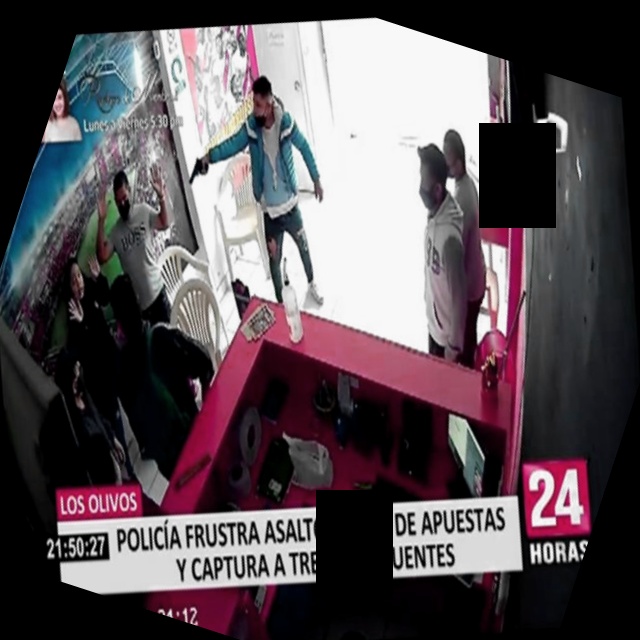 Lunes a viernes 5:30 pm
LOS OLIVOS
21:50:27
POLICÍA FRUSTRA ASALT DE APUESTAS
Y CAPTURA A TRE UENTES
24
HORAS